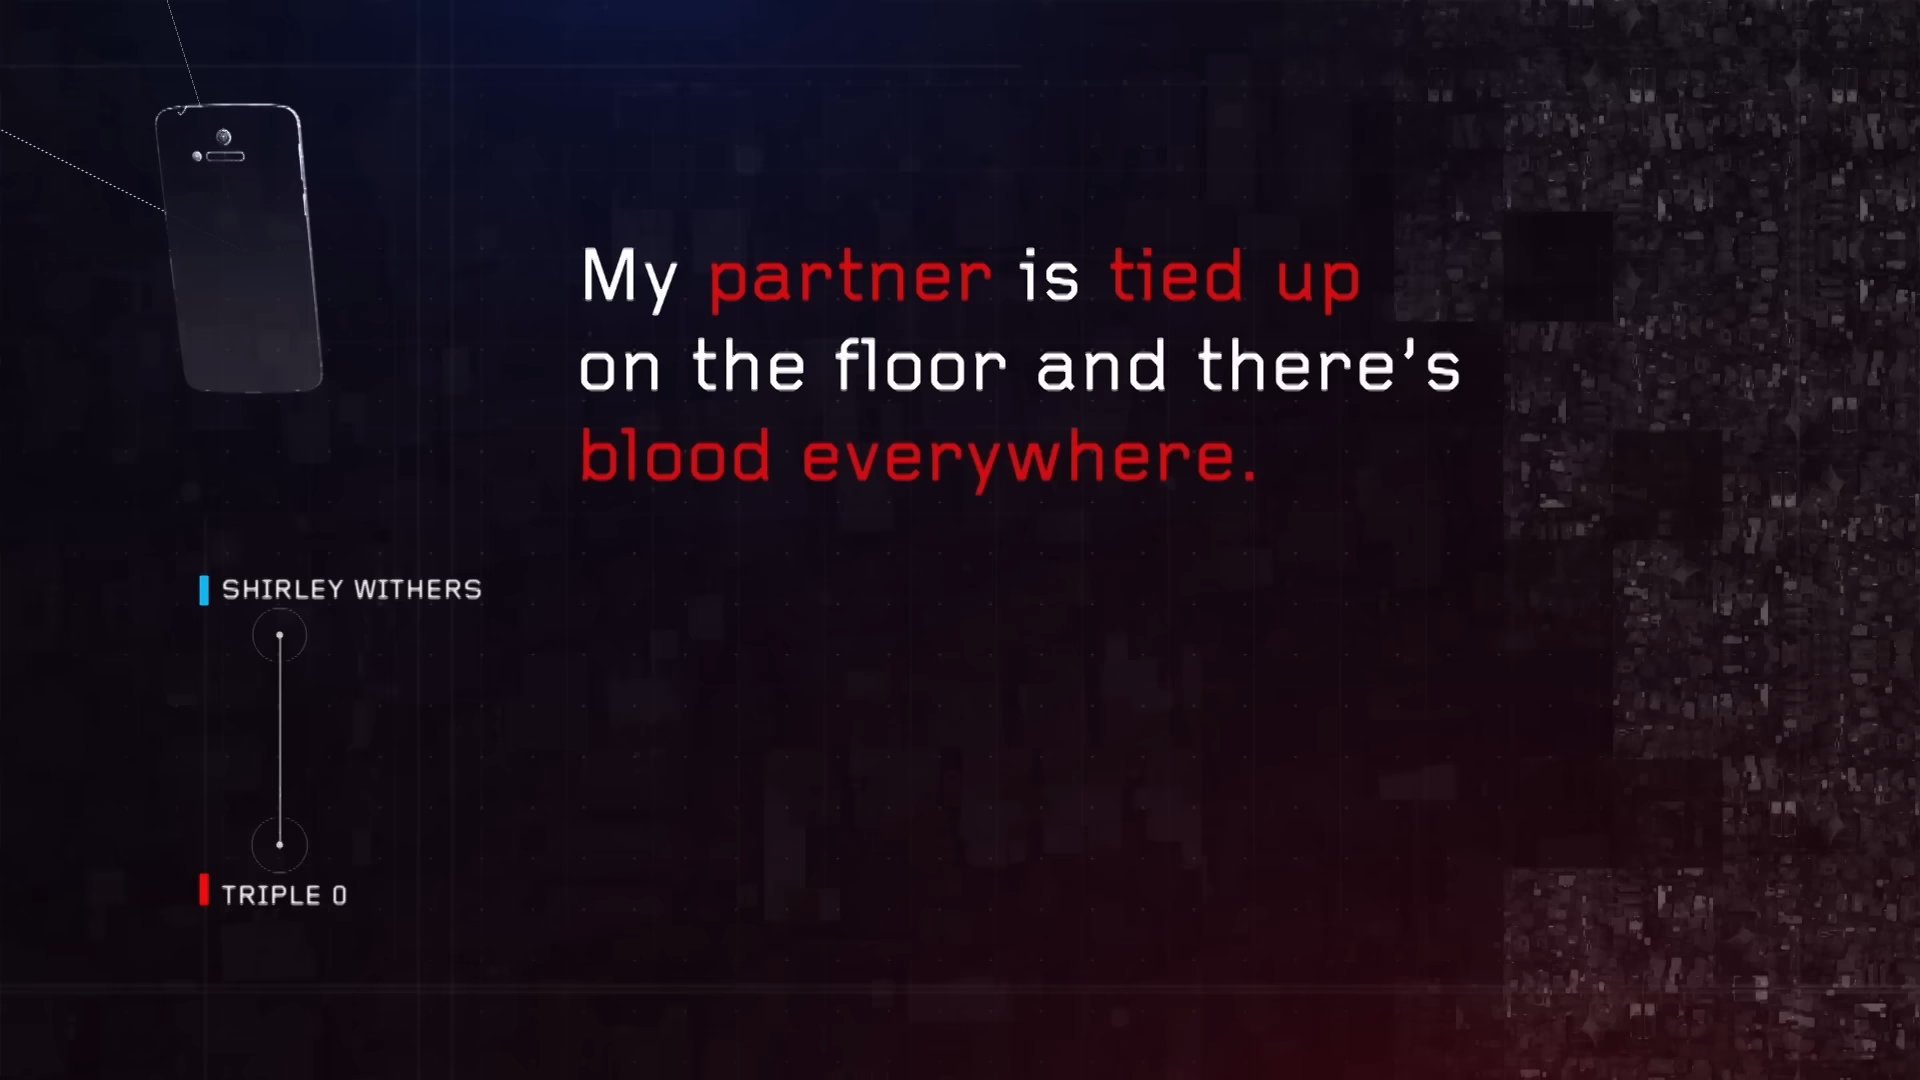 My partner is tied up
on the floor and there's
blood everywhere.
SHIRLEY WITHERS
TRIPLE 0